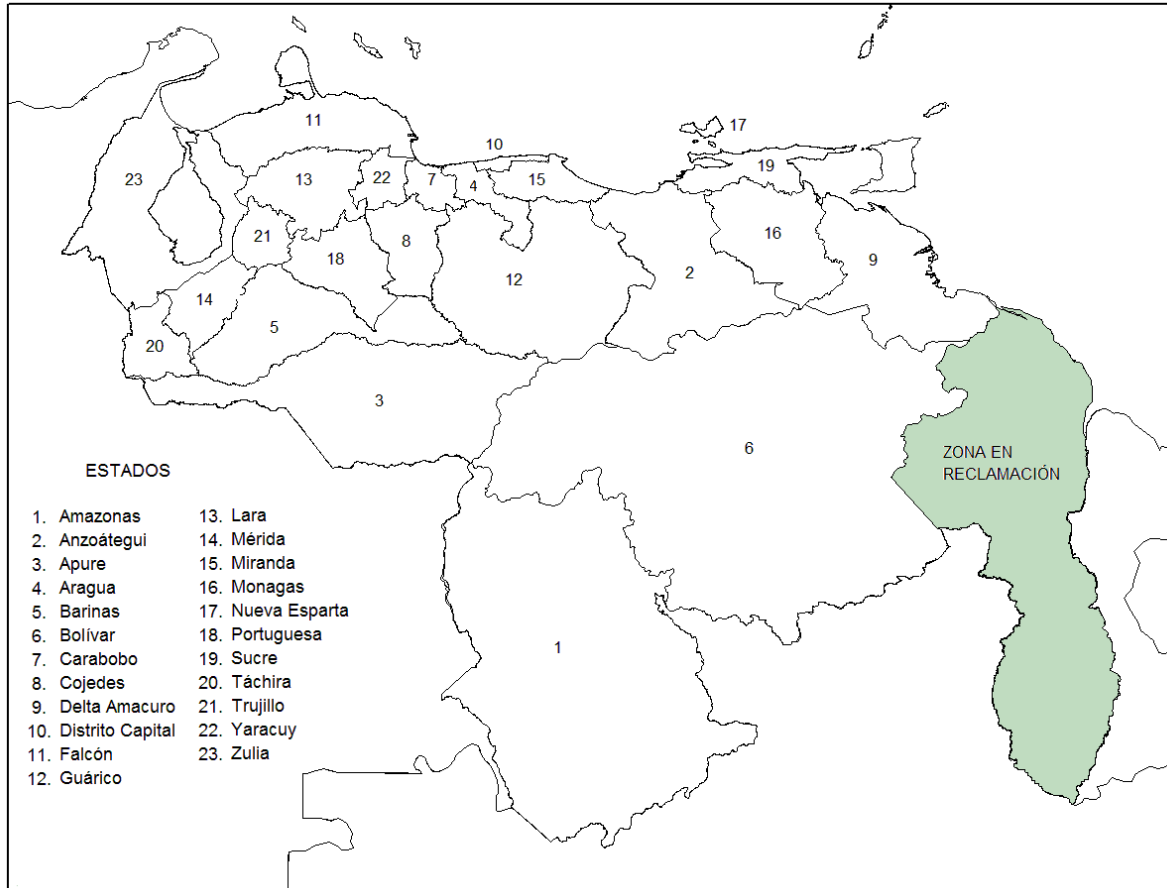 11
10
17
23
13
22
7
4
15
19
21
18
8
12
2
16
9
14
5
20
3
6
1
ZONA EN
RECLAMACIÓN
ESTADOS
1. Amazonas
2. Anzoátegui
3. Apure
4. Aragua
5. Barinas
6. Bolívar
7. Carabobo
8. Cojedes
9. Delta Amacuro
10. Distrito Capital
11. Falcón
12. Guárico
13. Lara
14. Mérida
15. Miranda
16. Monagas
17. Nueva Esparta
18. Portuguesa
19. Sucre
20. Táchira
21. Trujillo
22. Yaracuy
23. Zulia